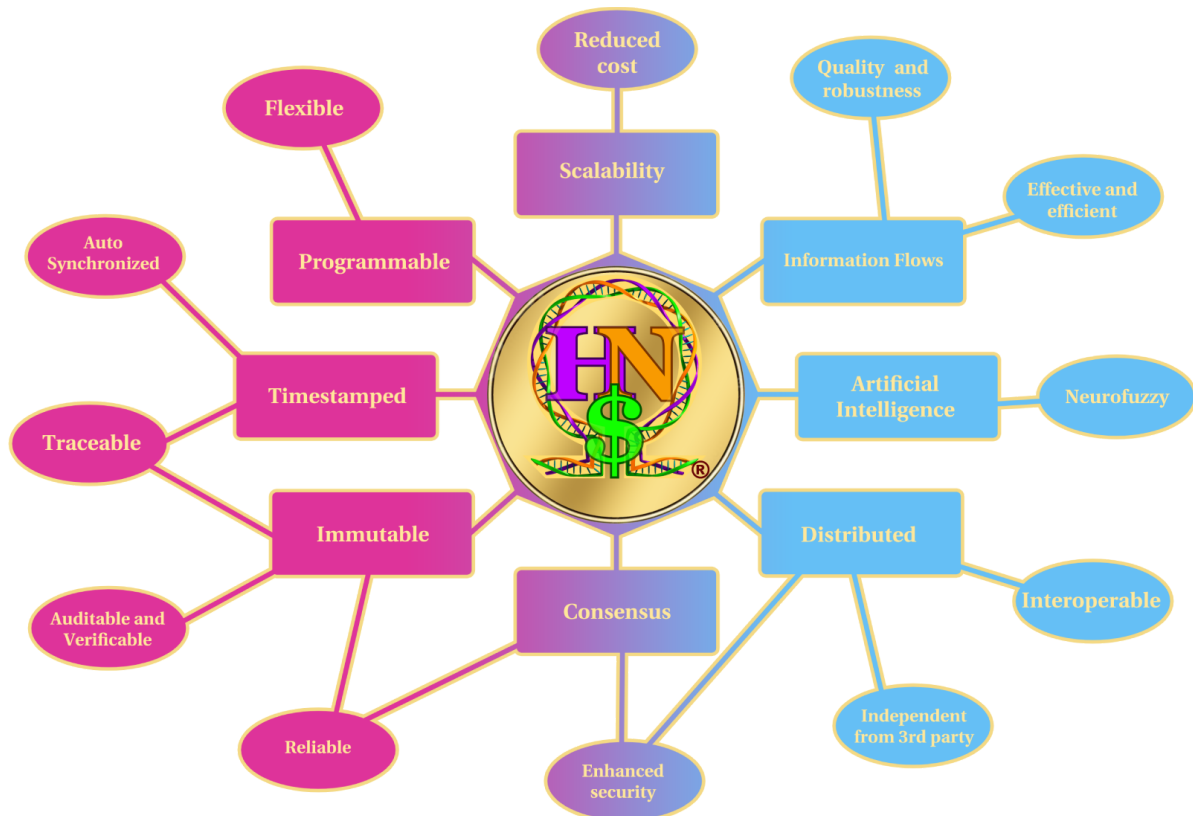 Reduced
cost
Quality and
robustness
Flexible
Scalability
Effective and
efficient
Auto
Synchronized
Programmable
Information Flows
HN
$
®
Timestamped
Artificial
Intelligence
Neurofuzzy
Traceable
Immutable
Distributed
Auditable and
Verificable
Consensus
Interoperable
Reliable
Independent
from 3rd party
Enhanced
security